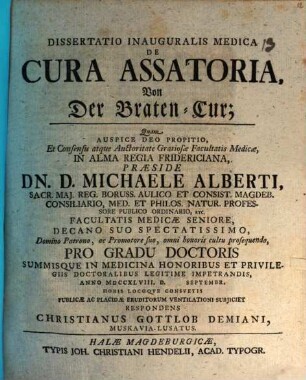 DISSERTATIO INAUGURALIS MEDICA
DE
CURA ASSATORIA,
Von
Der Braten-Cur;
Quam
AUSPICE DEO PROPITIO,
Et Consensu atque Authoritate Gratiosæ Facultatis Medicæ,
IN ALMA REGIA FRIDERICIANA,
PRÆSIDE
DN. D. MICHAELE ALBERTI,
SACR. MAJ. REG. BORUSS. AULICO ET CONSIST. MAGDEB.
CONSILIARIO, MED. ET PHILOS. NATUR. PROFES-
SORE PUBLICO ORDINARIO, etc.
FACULTATIS MEDICÆ SENIORE,
DECANO SUO SPECTATISSIMO,
Domino Patrono, ac Promotore suo, omni honoris cultu prosequendo,
PRO GRADU DOCTORIS
SUMMISQUE IN MEDICINA HONORIBUS ET PRIVILE-
GIIS DOCTORALIBUS LEGITIME IMPETRANDIS,
ANNO MDCCXLVIII. D. SEPTEMBR.
HORIS LOCOQVE CONSVETIS
PUBLICÆ AC PLACIDÆ ERUDITORUM VENTILATIONI SUBJICIET
RESPONDENS
CHRISTIANUS GOTTLOB DEMIANI,
MUSKAVIA-LUSATUS.
HALÆ MAGDEBURGICÆ,
TYPIS JOH. CHRISTIANI HENDELII, ACAD. TYPOGR.